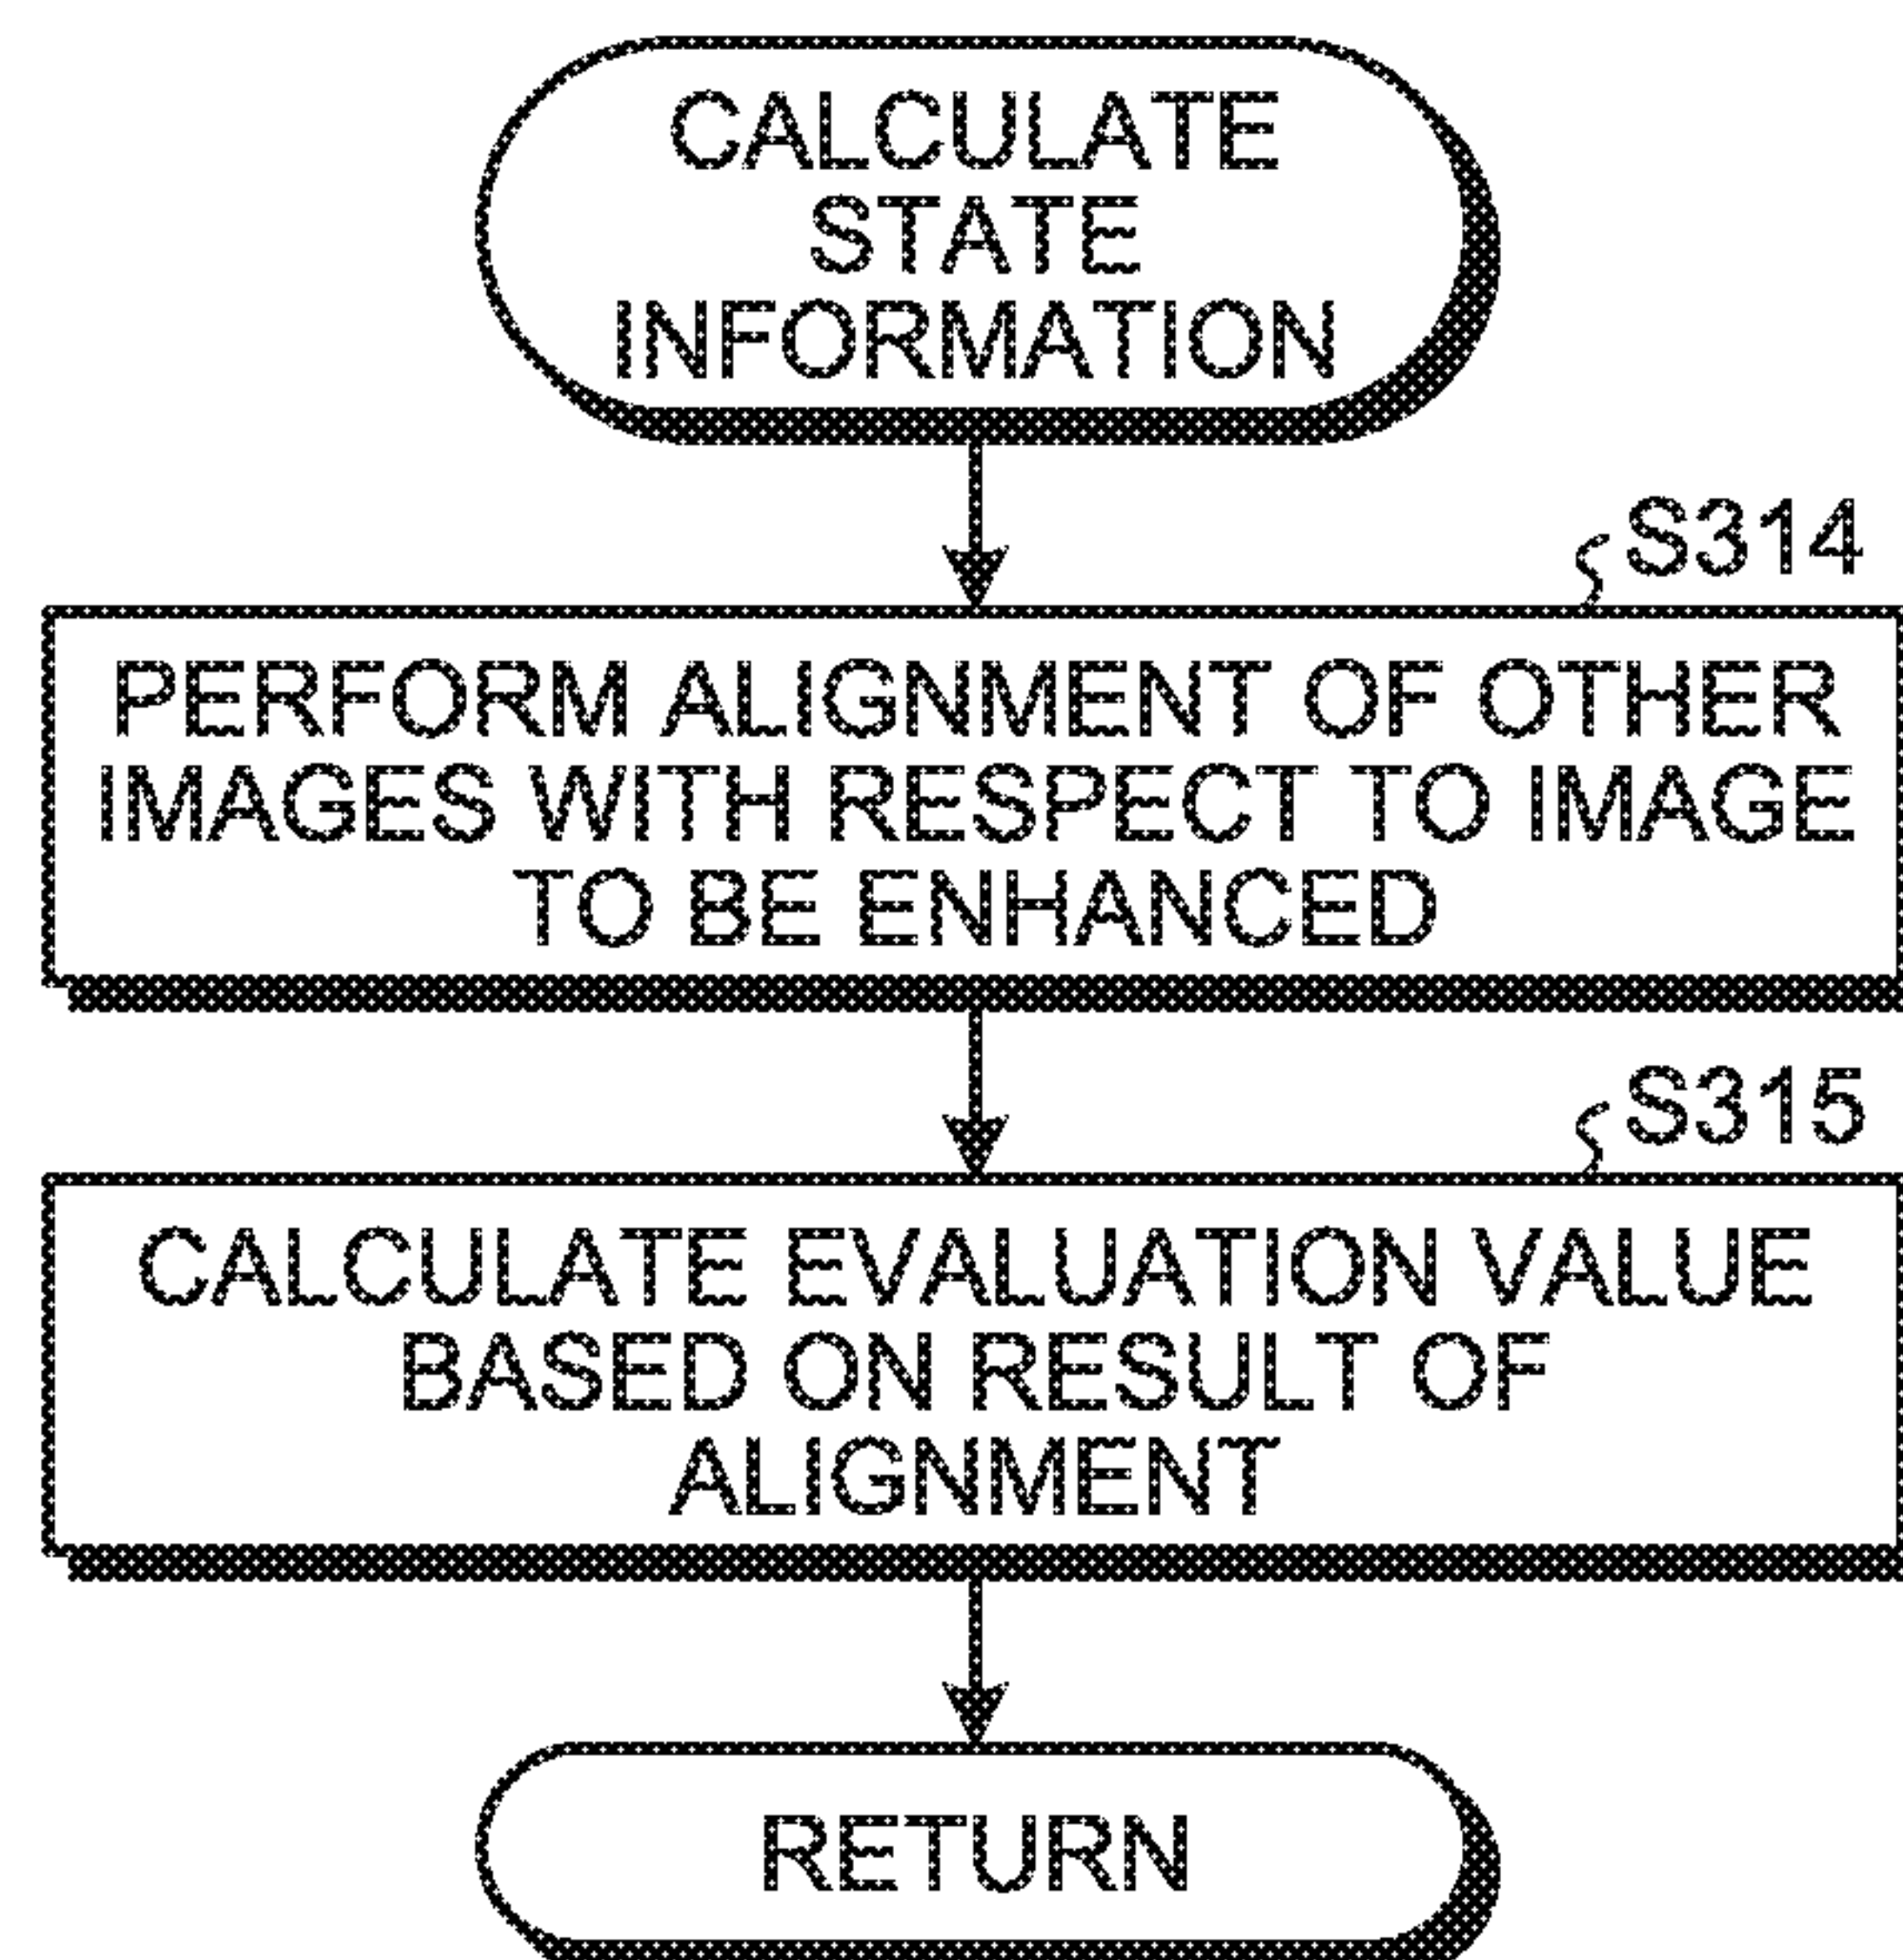 CALCULATE
STATE
INFORMATION
S314
PERFORM ALIGNMENT OF OTHER
IMAGES WITH RESPECT TO IMAGE
TO BE ENHANCED
S315
CALCULATE EVALUATION VALUE
BASED ON RESULT OF
ALIGNMENT
RETURN